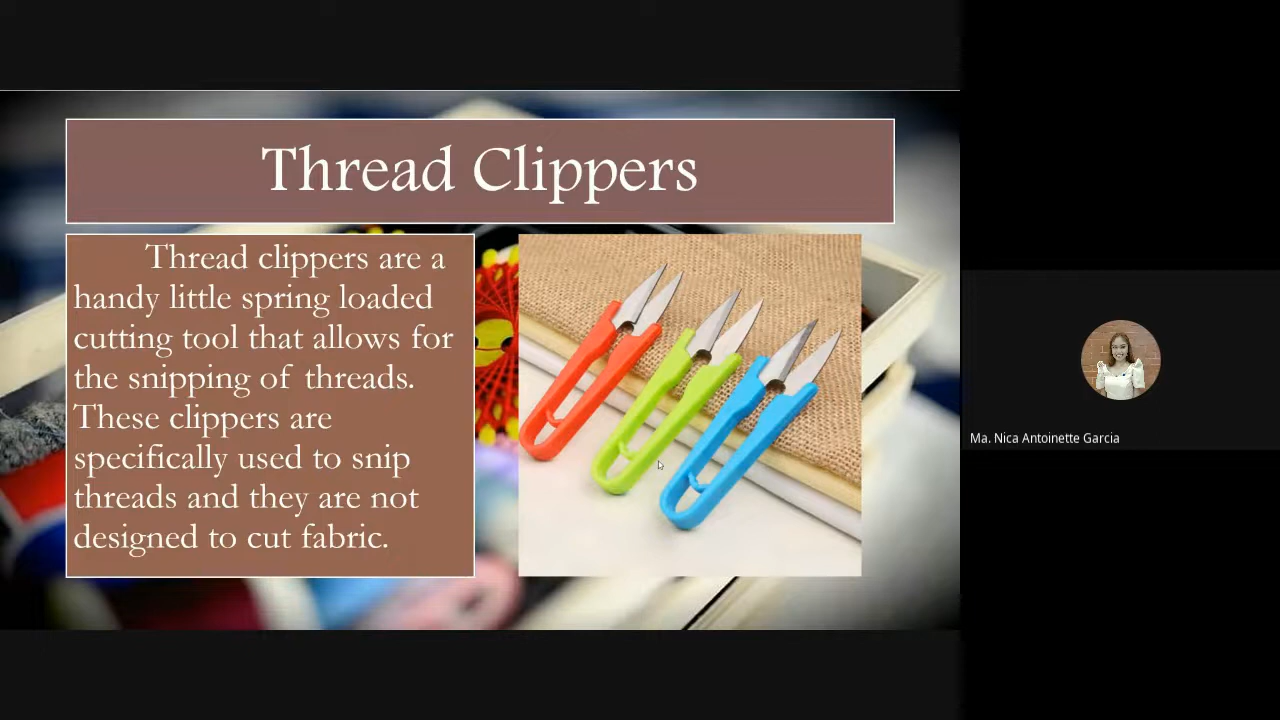 Thread Clippers
Thread clippers are a
handy little spring loaded
cutting tool that allows for
the snipping of threads.
These clippers are
specifically used to snip
threads and they are not
designed to cut fabric.
Ma. Nica Antoinette Garcia